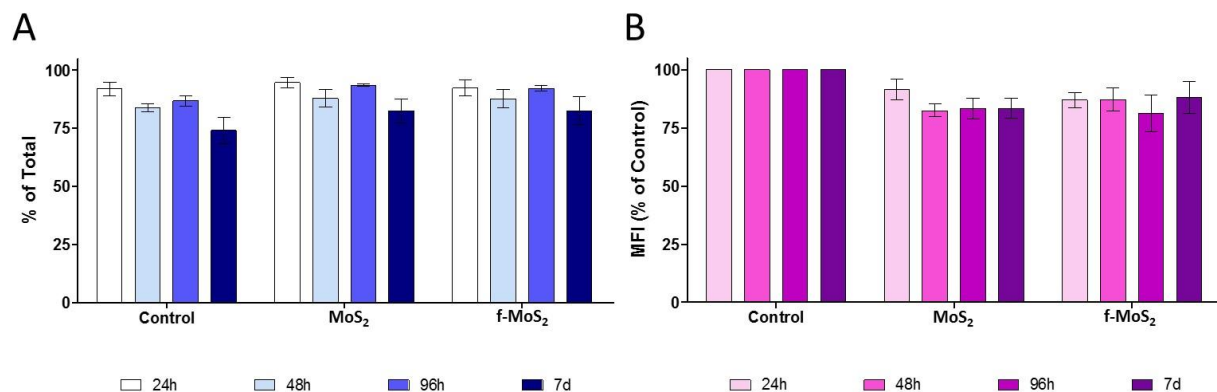 A
% of Total
100
75
50
25
0
Control
MoS₂
f-MoS₂
24h
48h
96h
7d
B
MFI (% of Control)
100
75
50
25
0
Control
MoS₂
f-MoS₂
24h
48h
96h
7d